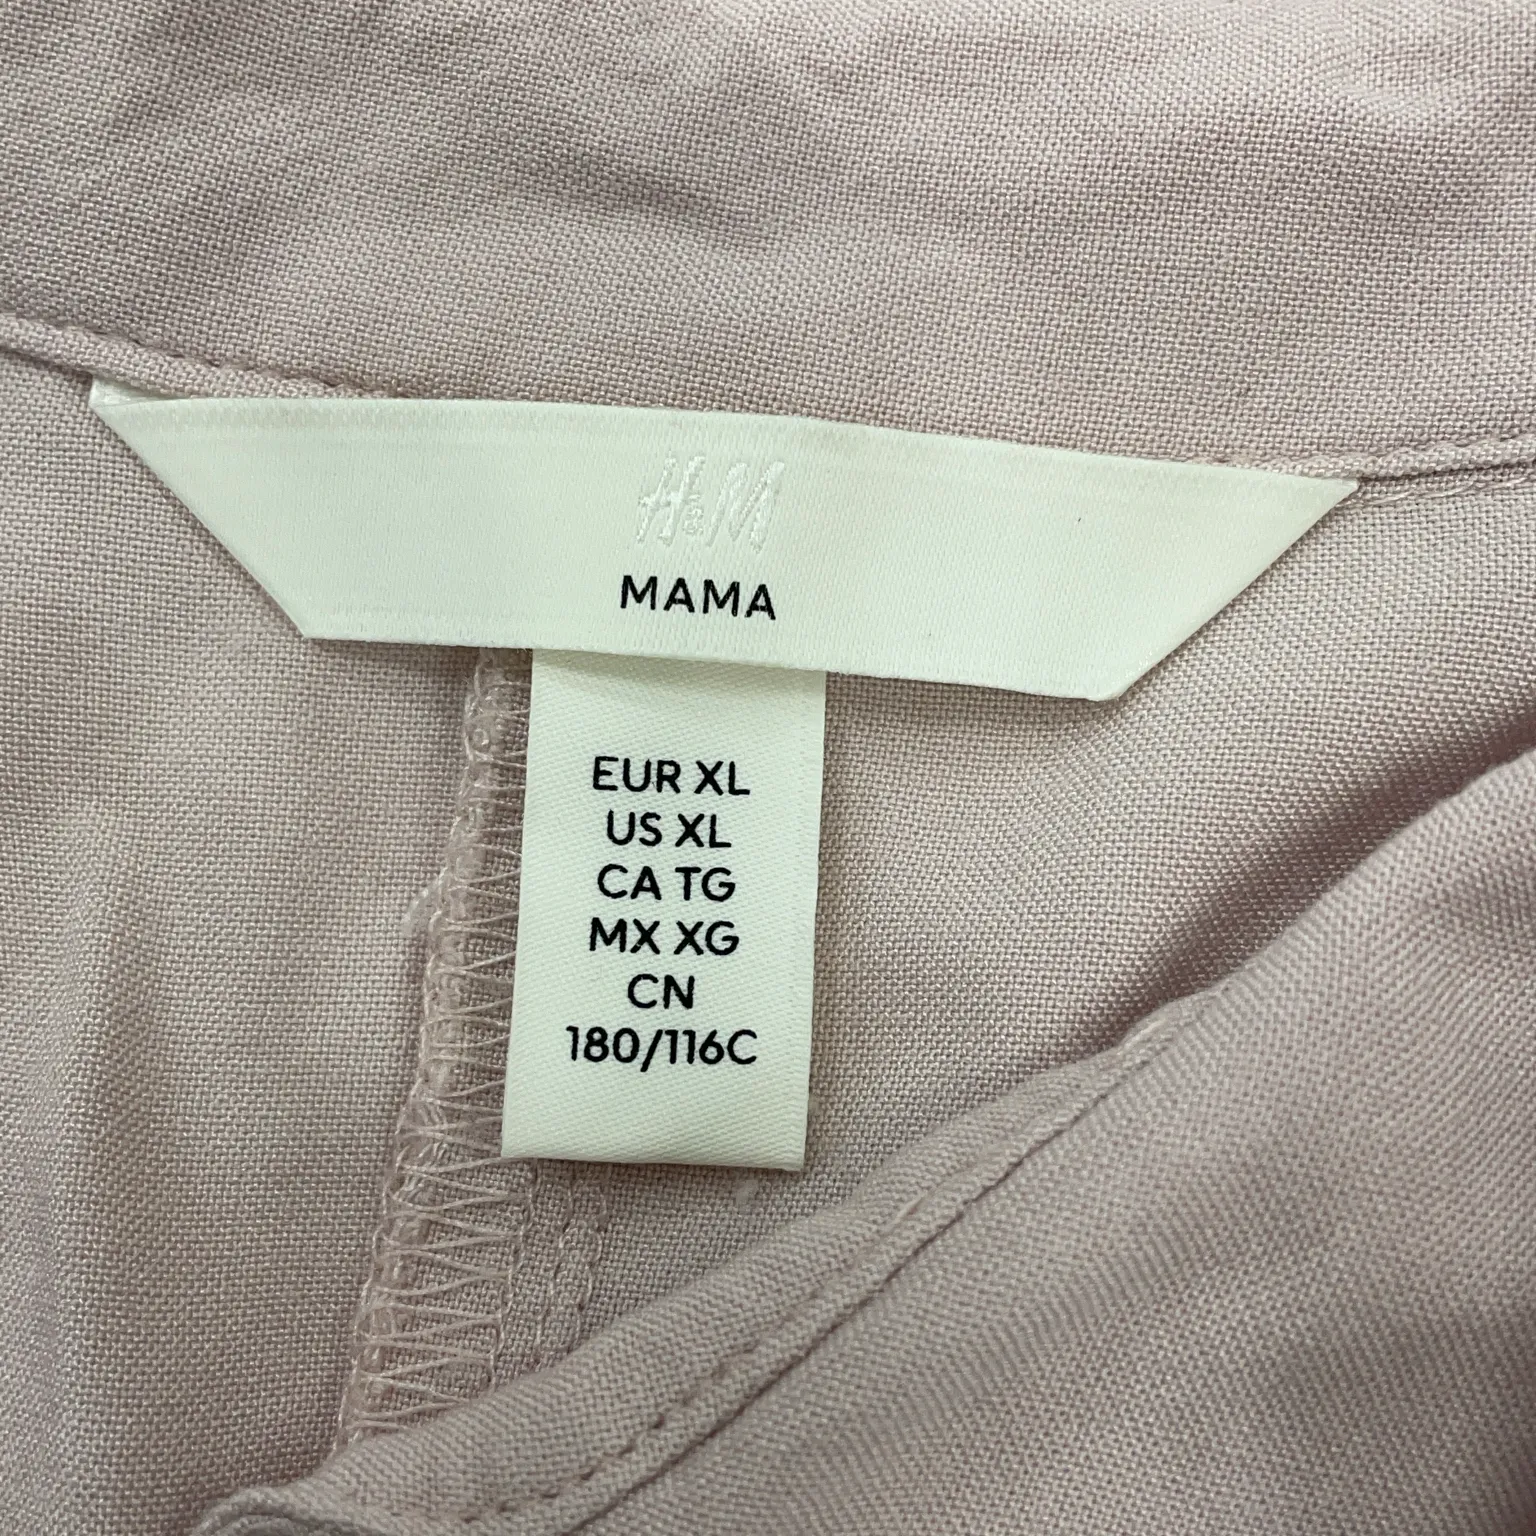 H&M
MAMA
EUR XL
US XL
CA TG
MX XG
CN
180/116C